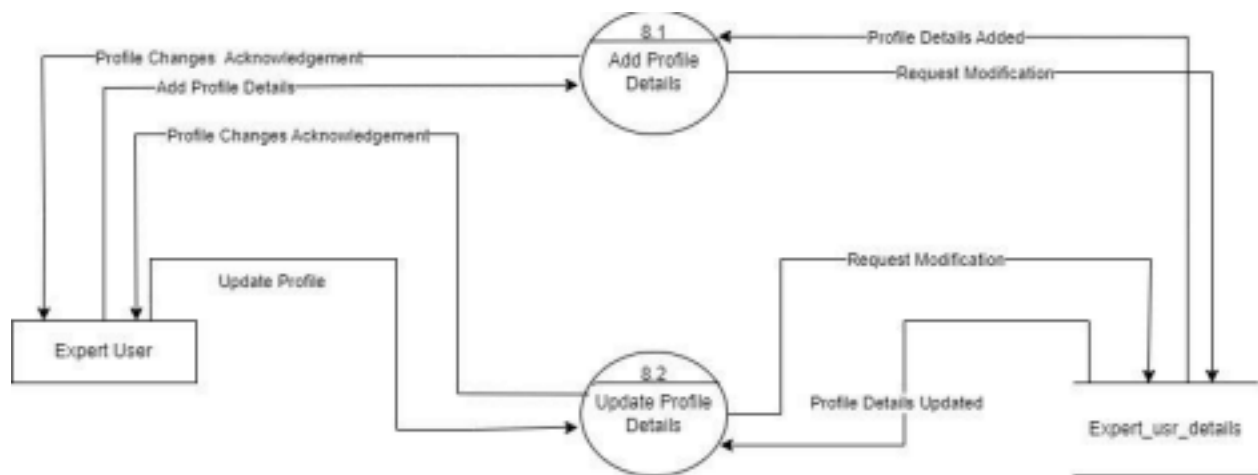 8.1
Add Profile
Details
Profile Changes Acknowledgement
Profile Details Added
Add Profile Details
Request Modification
Profile Changes Acknowledgement
Update Profile
Request Modification
Expert User
8.2
Update Profile
Details
Profile Details Updated
Expert_usr_details